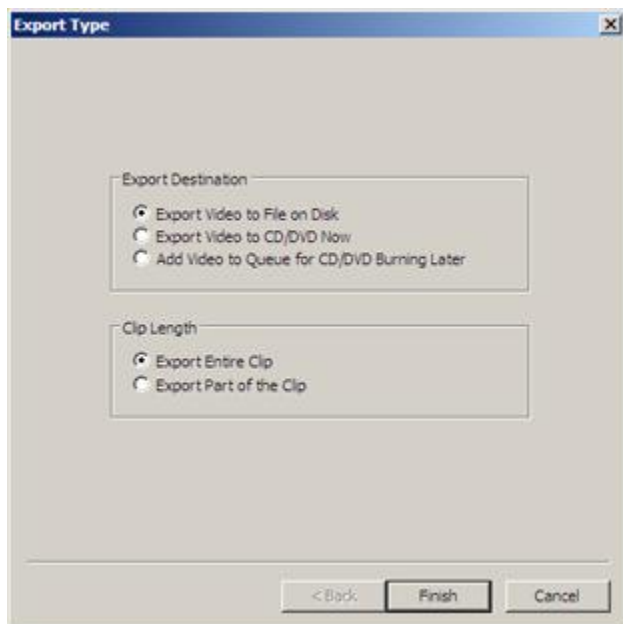 Export Type
Export Destination
Export Video to File on Disk
Export Video to CD/DVD Now
Add Video to Queue for CD/DVD Burning Later
Clip Length
Export Entire Clip
Export Part of the Clip
< Back Finish Cancel